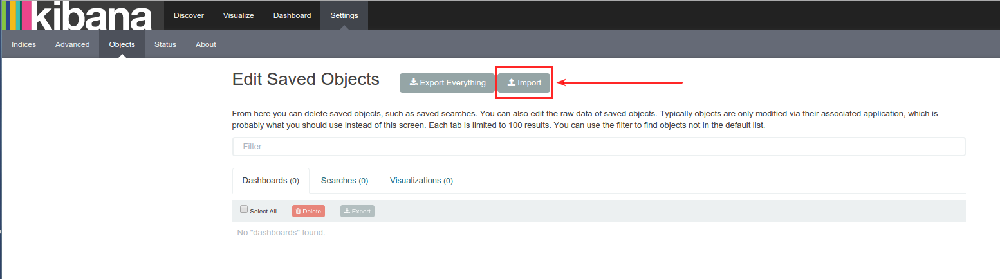 kibana Discover Visualize Dashboard Settings
Indices Advanced Objects Status About
Edit Saved Objects Export Everything Import
From here you can delete saved objects, such as saved searches. You can also edit the raw data of saved objects. Typically objects are only modified via their associated application, which is
probably what you should use instead of this screen. Each tab is limited to 100 results. You can use the filter to find objects not in the default list.
Filter
Dashboards (0) Searches (0) Visualizations (0)
Select All Delete Export
No "dashboards" found.